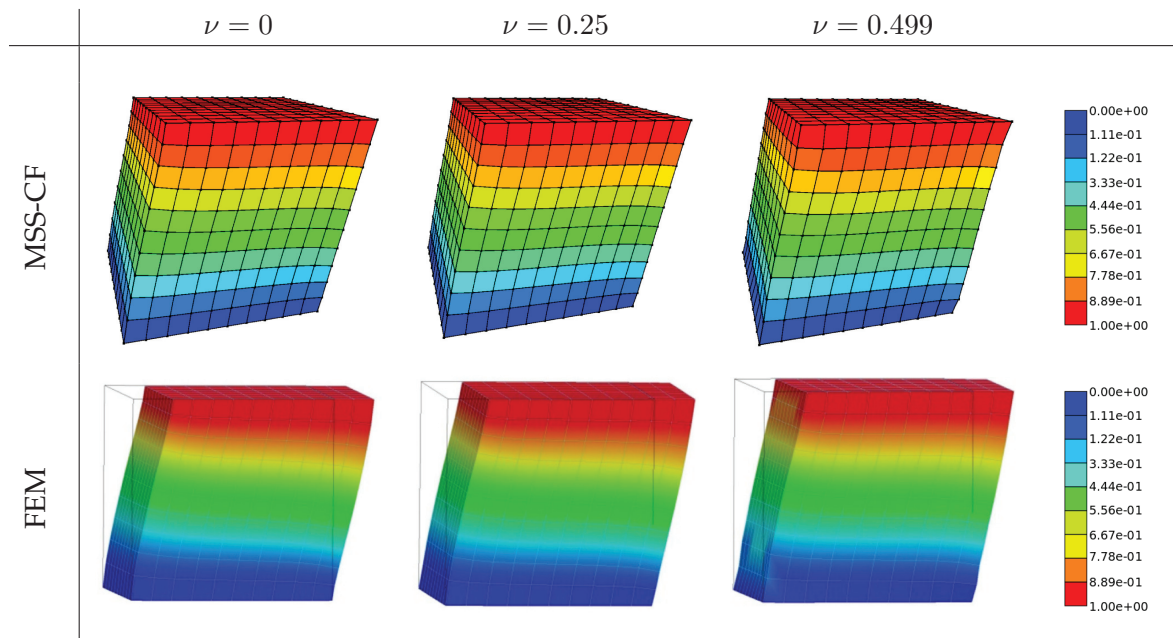 ν = 0
ν = 0.25
ν = 0.499
MSS-CF
0.00e+00
1.11e-01
1.22e-01
3.33e-01
4.44e-01
5.56e-01
6.67e-01
7.78e-01
8.89e-01
1.00e+00
FEM
0.00e+00
1.11e-01
1.22e-01
3.33e-01
4.44e-01
5.56e-01
6.67e-01
7.78e-01
8.89e-01
1.00e+00